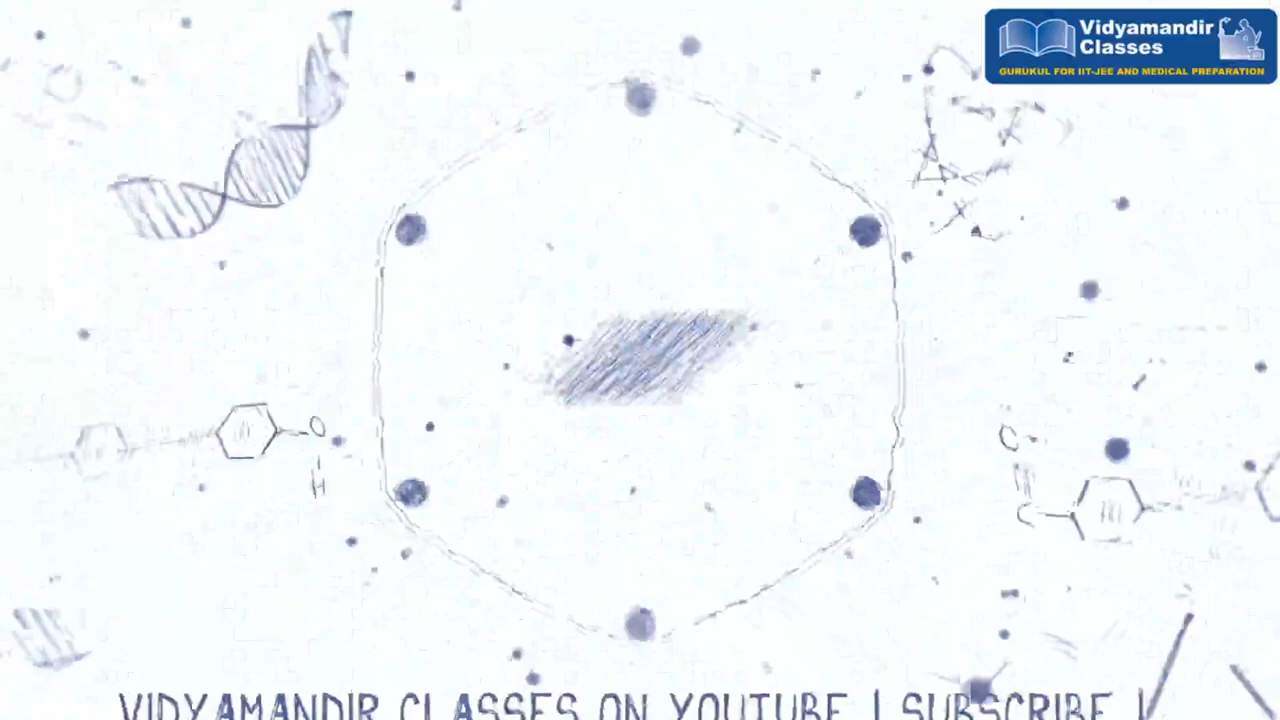 Vidyamandir
Classes
GURUKUL FOR IIT-JEE AND MEDICAL PREPARATION
O
H
O
C
VIDYAMANDIR CLASSES ON YOUTUBE | SUBSCRIBE |